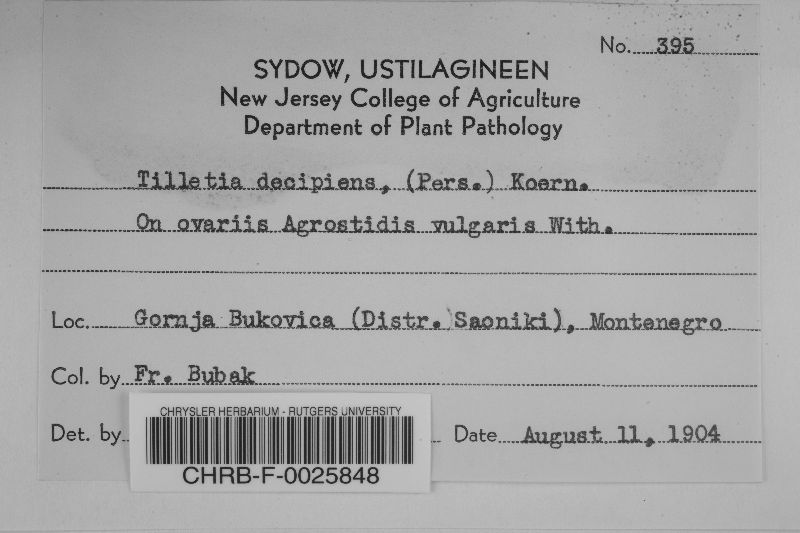 No. 395
SYDOW, USTILAGINEEN
New Jersey College of Agriculture
Department of Plant Pathology
Tilletia decipiens, (Pers.) Koern.
On ovariis Agrostidis vulgaris With.
Loc. Gornja Bukovica (Distr. Saoniki), Montenegro
Col. by Fr. Bubak
Det. by Date August 11, 1904
CHRYSLER HERBARIUM - RUTGERS UNIVERSITY
CHRB-F-0025848